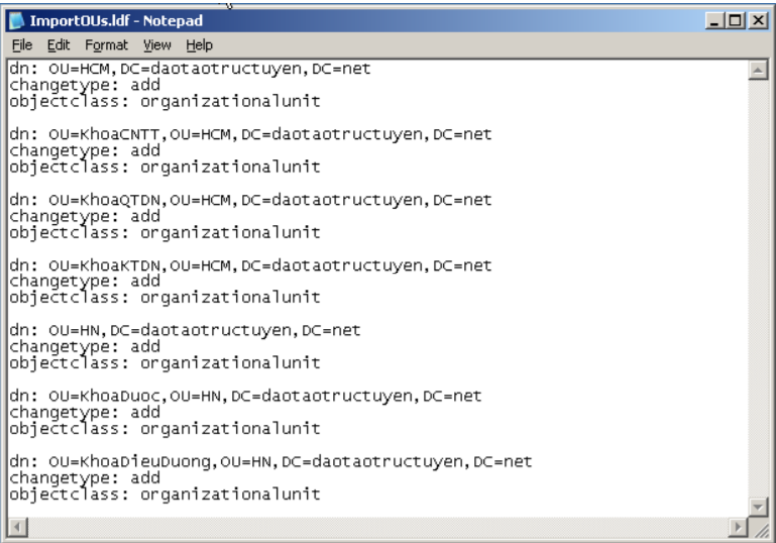 ImportOUs.ldf - Notepad
File Edit Format View Help
dn: OU=HCM,DC=daotaotructuyen,DC=net
changetype: add
objectclass: organizationalunit

dn: OU=KhoaCNTT,OU=HCM,DC=daotaotructuyen,DC=net
changetype: add
objectclass: organizationalunit

dn: OU=KhoaQTDN,OU=HCM,DC=daotaotructuyen,DC=net
changetype: add
objectclass: organizationalunit

dn: OU=KhoaKTDN,OU=HCM,DC=daotaotructuyen,DC=net
changetype: add
objectclass: organizationalunit

dn: OU=HN,DC=daotaotructuyen,DC=net
changetype: add
objectclass: organizationalunit

dn: OU=KhoaDuoc,OU=HN,DC=daotaotructuyen,DC=net
changetype: add
objectclass: organizationalunit

dn: OU=KhoaDieuDuong,OU=HN,DC=daotaotructuyen,DC=net
changetype: add
objectclass: organizationalunit